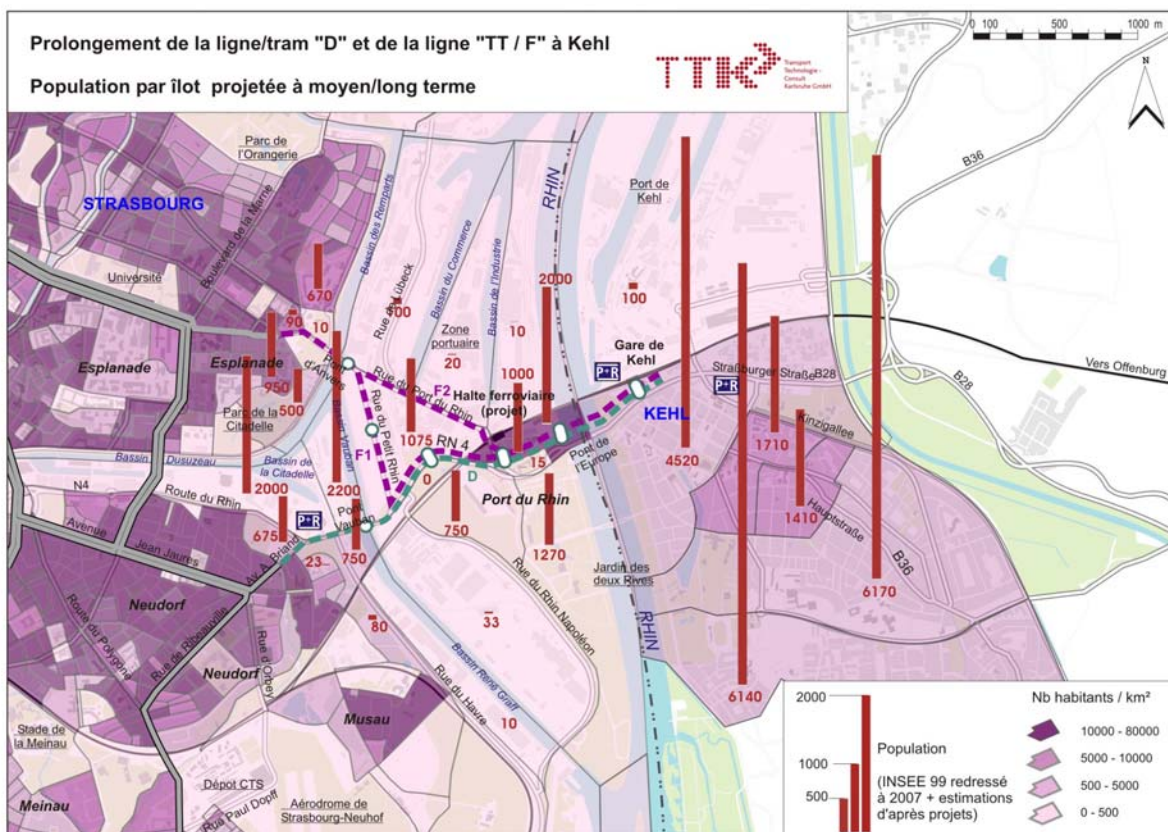 Prolongement de la ligne/tram "D" et de la ligne "TT / F" à Kehl
Population par îlot projetée à moyen/long terme
TTK
Transport
Technologie -
Consult
Karlsruhe GmbH
0 100 500 1000 m
N
Parc de
l'Orangerie
STRASBOURG
Boulevard de la Marne
Université
Bassin des Remparts
Rue de Lübeck
Bassin du Commerce
Bassin de l'Industrie
RHIN
Port de
Kehl
B36
670
90
10
100
Zone
portuaire
20
10
2000
100
Gare de
Kehl
Vers Offenburg
B28
Esplanade
Esplanade
950
500
Pont
d'Anvers
Rue du Port du Rhin
F2
1000
Halte ferroviaire
(projet)
P+R
Straßburger Straße
B28
P+R
KEHL
Kinzigallee
Parc de la
Citadelle
Bassin Vauban
Rue du Petit Rhin
F1
1075
RN 4
15
Pont de
l'Europe
4520
1710
Bassin Dusuzeau
Bassin de
la Citadelle
D
0
Port du Rhin
1410
Hauptstraße
N4
Route du Rhin
2000
2200
675
P+R
Pont
Vauban
750
750
1270
B36
6170
Avenue
Jean Jaurès
Av. A. Briand
23
Jardin des
deux Rives
Neudorf
Route du Polygone
Rue de Ribeauvillé
Rue d'Orbey
Neudorf
80
33
Rue du Rhin Napoléon
RHIN
6140
Bassin René Graff
Rue du Havre
10
Musau
Stade de
la Meinau
Dépôt CTS
Rue Paul Dopff
Meinau
Aérodrome de
Strasbourg-Neuhof
2000
1000
500
Population
(INSEE 99 redressé
à 2007 + estimations
d'après projets)
Nb habitants / km²
10000 - 80000
5000 - 10000
500 - 5000
0 - 500